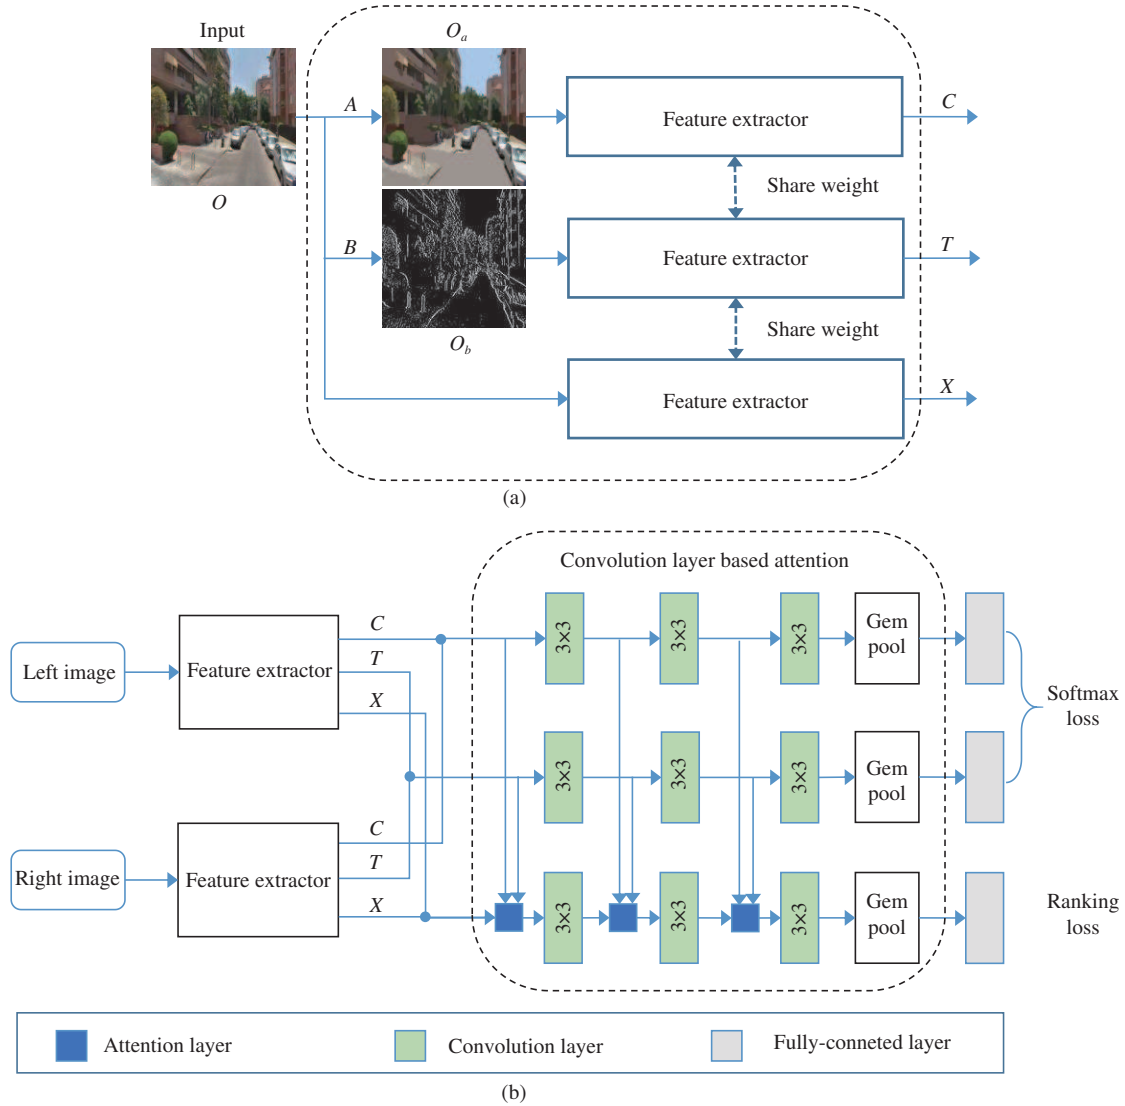 Input
O
A
B
Oₐ
O_b
Feature extractor
C
Share weight
Feature extractor
T
Share weight
Feature extractor
X
(a)
Convolution layer based attention
Left image
Feature extractor
C
T
X
Right image
Feature extractor
C
T
X
3×3
3×3
3×3
Gem
pool
3×3
3×3
3×3
Gem
pool
3×3
3×3
3×3
Gem
pool
Softmax
loss
Ranking
loss
Attention layer
Convolution layer
Fully-conneted layer
(b)